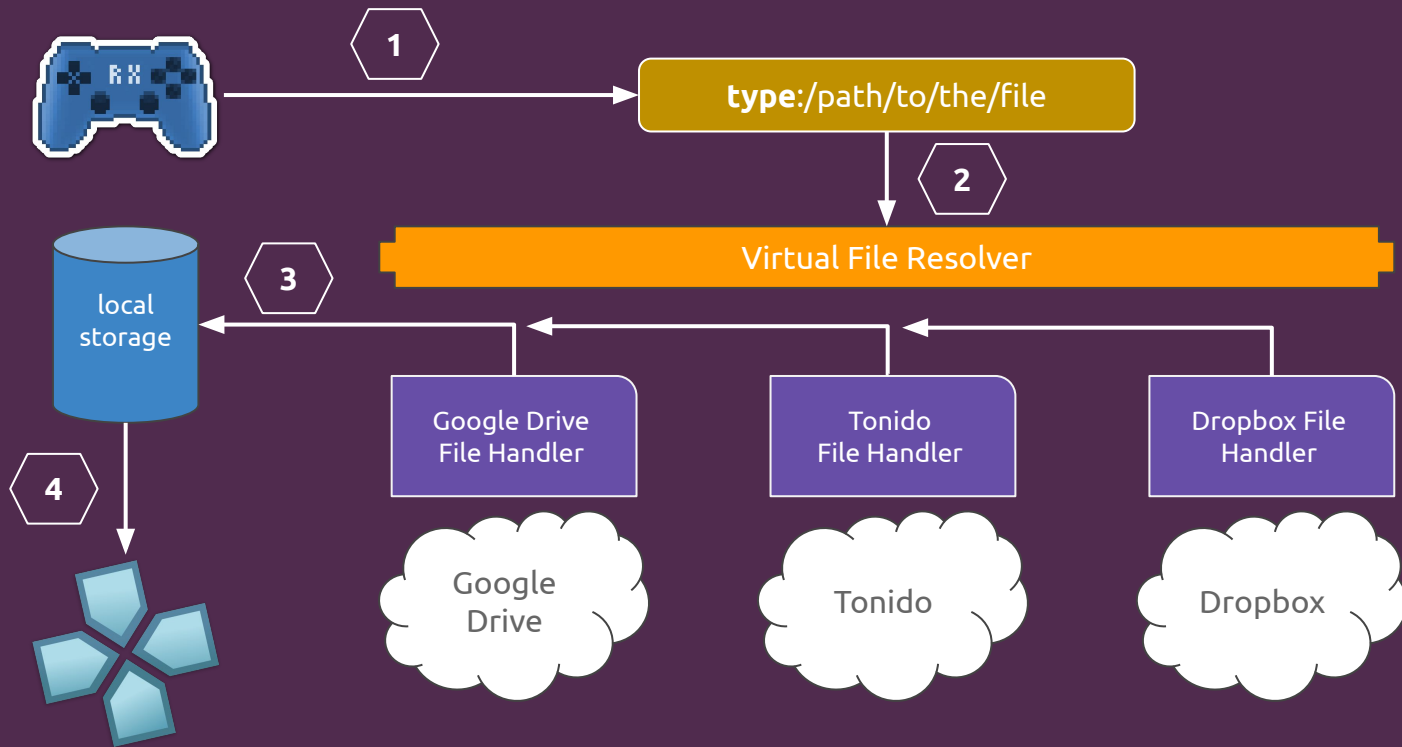 1
RX
type:/path/to/the/file
2
Virtual File Resolver
3
local
storage
Google Drive
File Handler
Tonido
File Handler
Dropbox File
Handler
4
Google
Drive
Tonido
Dropbox